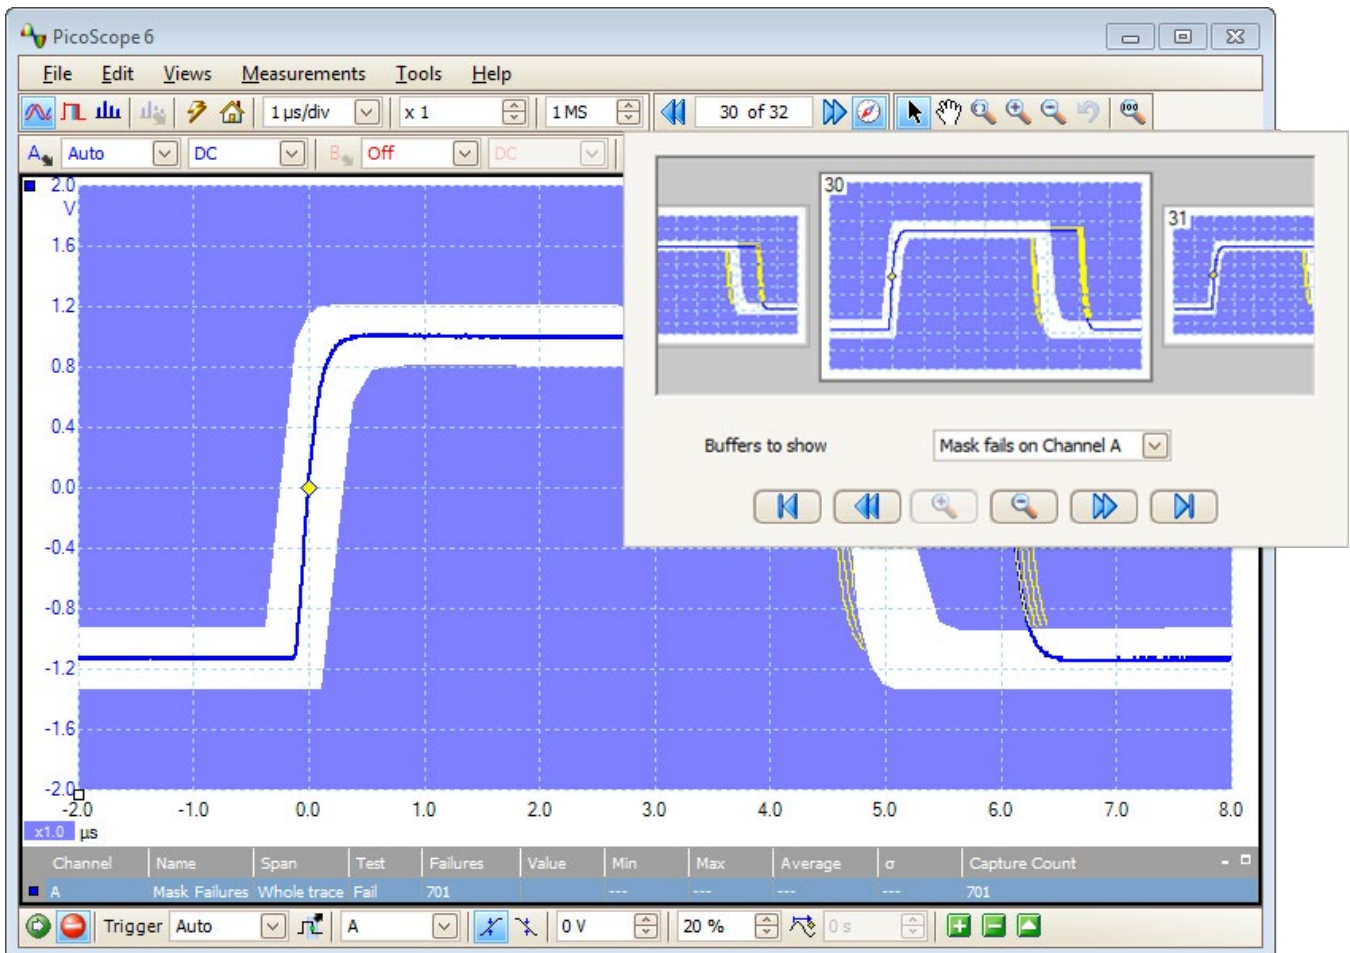 PicoScope 6
File Edit Views Measurements Tools Help
1 µs/div x 1 1 MS 30 of 32
A Auto DC B Off DC
2.0
V
1.6
1.2
0.8
0.4
0.0
-0.4
-0.8
-1.2
-1.6
-2.0
-2.0 -1.0 0.0 1.0 2.0 3.0 4.0 5.0 6.0 7.0 8.0
x1.0 µs
30
31
Buffers to show Mask fails on Channel A
Channel Name Span Test Failures Value Min Max Average σ Capture Count
A Mask Failures Whole trace Fail 701 --- --- --- --- 701
Trigger Auto A 0 V 20 % 0 s